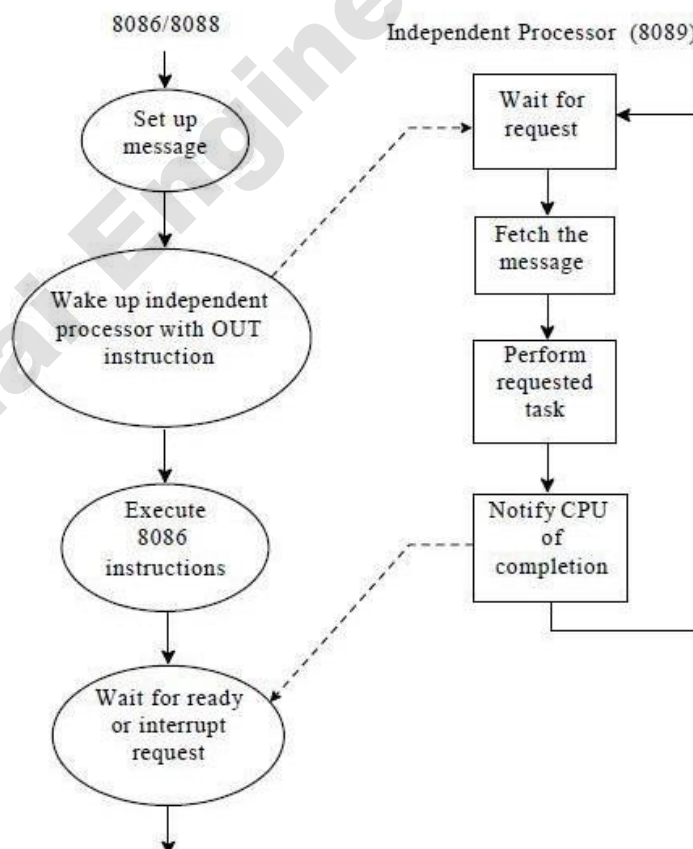 8086/8088
Set up
message
Wake up independent
processor with OUT
instruction
Execute
8086
instructions
Wait for ready
or interrupt
request
Independent Processor (8089)
Wait for
request
Fetch the
message
Perform
requested
task
Notify CPU
of
completion